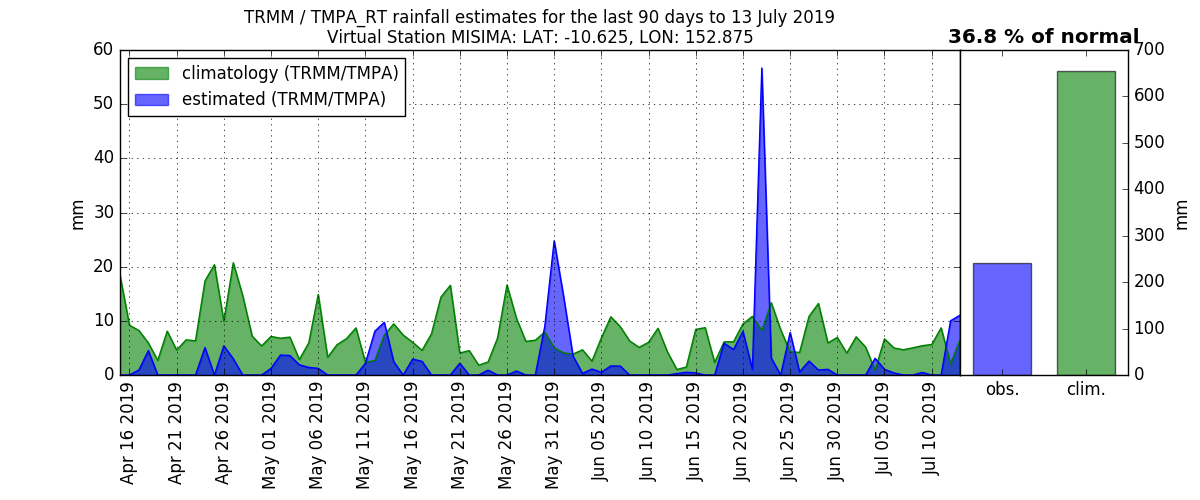 TRMM / TMPA_RT rainfall estimates for the last 90 days to 13 July 2019
Virtual Station MISIMA: LAT: -10.625, LON: 152.875
36.8 % of normal
climatology (TRMM/TMPA)
estimated (TRMM/TMPA)
mm
60
50
40
30
20
10
0
Apr 16 2019
Apr 21 2019
Apr 26 2019
May 01 2019
May 06 2019
May 11 2019
May 16 2019
May 21 2019
May 26 2019
May 31 2019
Jun 05 2019
Jun 10 2019
Jun 15 2019
Jun 20 2019
Jun 25 2019
Jun 30 2019
Jul 05 2019
Jul 10 2019
obs.
clim.
700
600
500
400
300
200
100
0
mm